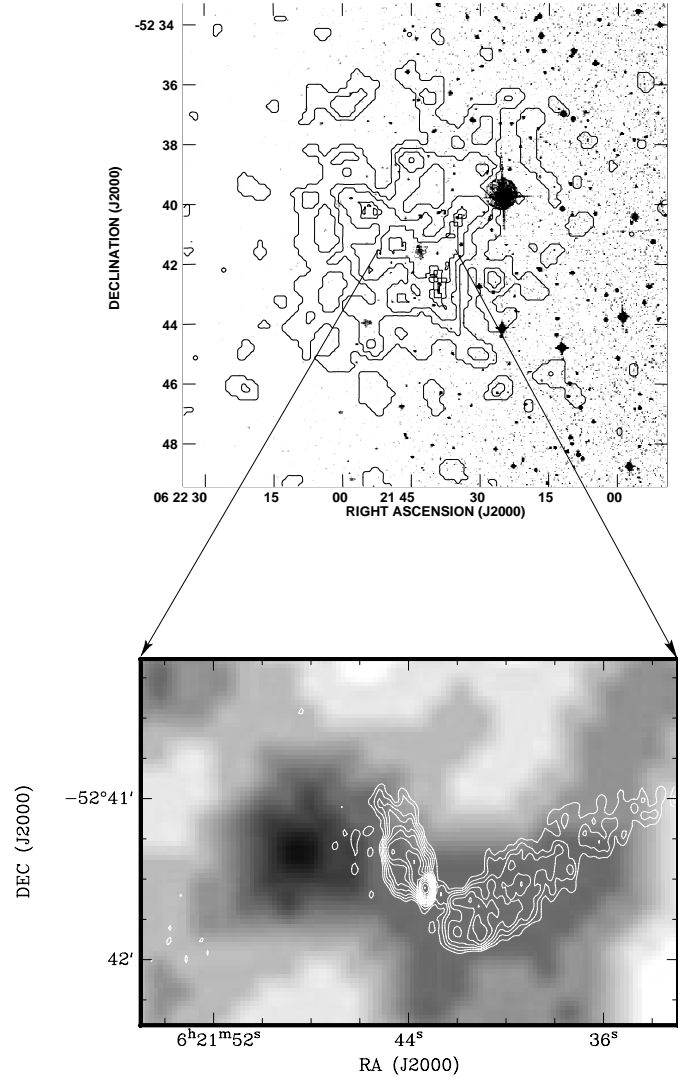 -52 34
36
38
40
42
44
46
48
DECLINATION (J2000)
06 22 30 15 00 21 45 30 15 00
RIGHT ASCENSION (J2000)
−52°41′
42′
DEC (J2000)
6ʰ21ᵐ52ˢ 44ˢ 36ˢ
RA (J2000)